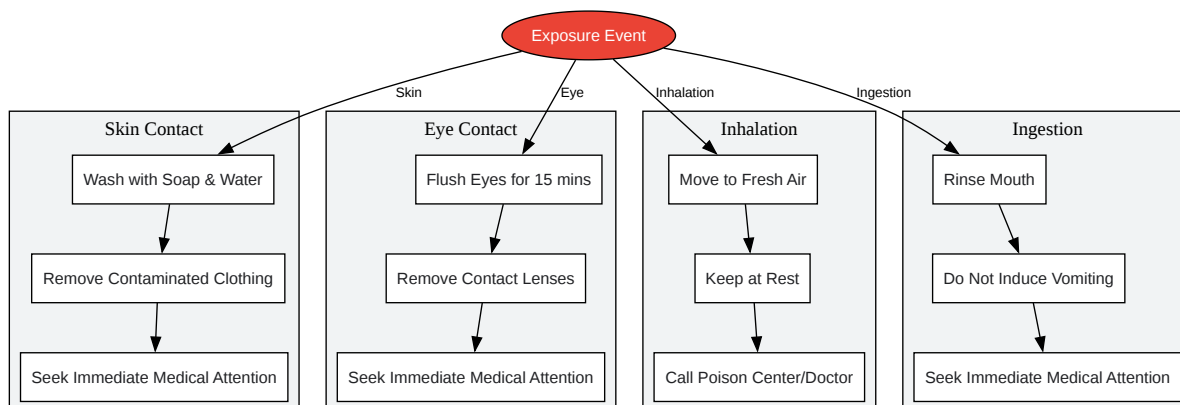 Exposure Event
Skin
Eye
Inhalation
Ingestion
Skin Contact
Eye Contact
Inhalation
Ingestion
Wash with Soap & Water
Flush Eyes for 15 mins
Move to Fresh Air
Rinse Mouth
Remove Contaminated Clothing
Remove Contact Lenses
Keep at Rest
Do Not Induce Vomiting
Seek Immediate Medical Attention
Seek Immediate Medical Attention
Call Poison Center/Doctor
Seek Immediate Medical Attention